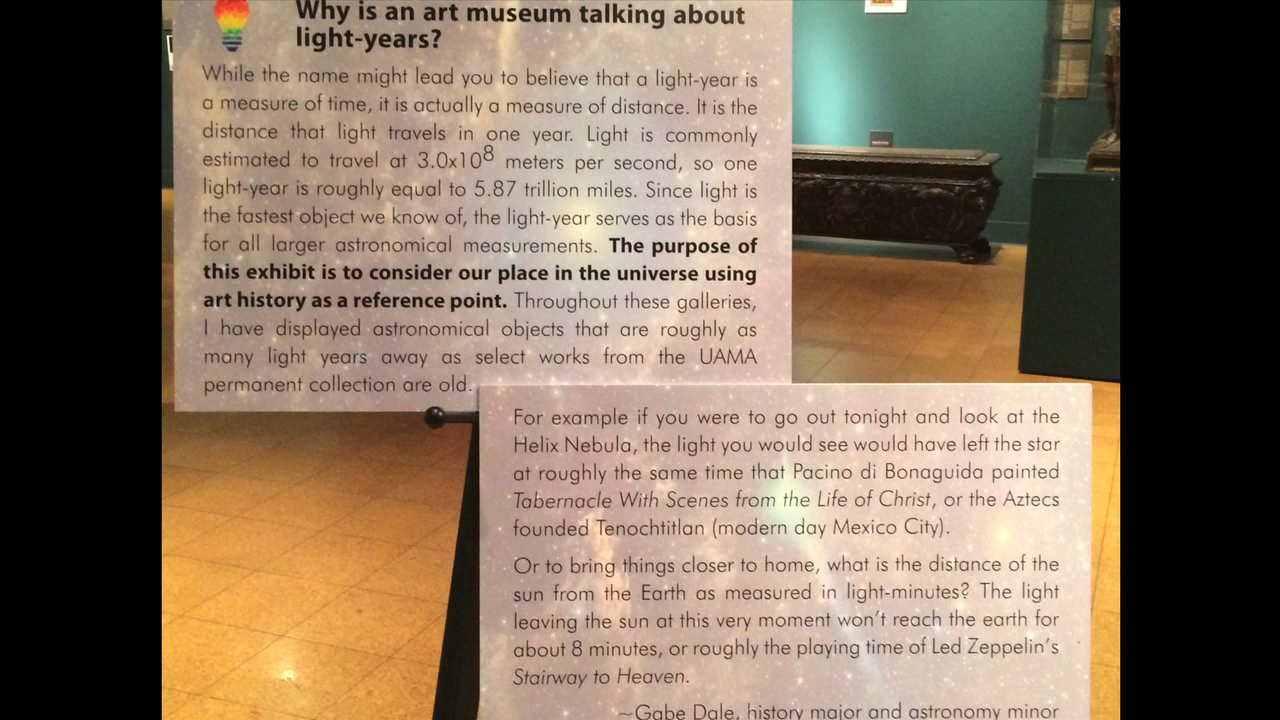 Why is an art museum talking about
light-years?
While the name might lead you to believe that a light-year is
a measure of time, it is actually a measure of distance. It is the
distance that light travels in one year. Light is commonly
estimated to travel at 3.0x10⁸ meters per second, so one
light-year is roughly equal to 5.87 trillion miles. Since light is
the fastest object we know of, the light-year serves as the basis
for all larger astronomical measurements. The purpose of
this exhibit is to consider our place in the universe using
art history as a reference point. Throughout these galleries,
I have displayed astronomical objects that are roughly as
many light years away as select works from the UAMA
permanent collection are old.
For example if you were to go out tonight and look at the
Helix Nebula, the light you would see would have left the star
at roughly the same time that Pacino di Bonaguida painted
Tabernacle With Scenes from the Life of Christ, or the Aztecs
founded Tenochtitlan (modern day Mexico City).
Or to bring things closer to home, what is the distance of the
sun from the Earth as measured in light-minutes? The light
leaving the sun at this very moment won't reach the earth for
about 8 minutes, or roughly the playing time of Led Zeppelin's
Stairway to Heaven.
~Gabe Dale, history major and astronomy minor